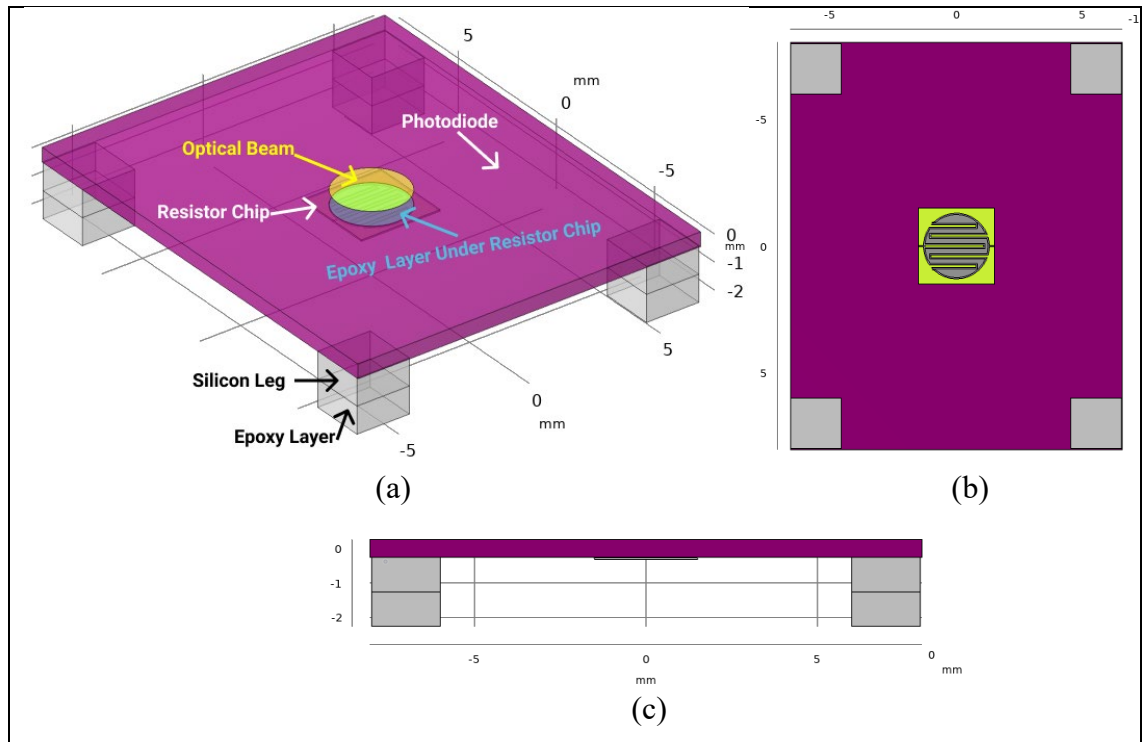 5
mm
0
Photodiode
Optical Beam
-5
Resistor Chip
0
mm
-1
Epoxy Layer Under Resistor Chip
-2
5
Silicon Leg
0
mm
Epoxy Layer
-5
(a)
-5 0 5 -1
-5
0
5
(b)
0
-1
-2
-5 0 5 0
mm mm
(c)